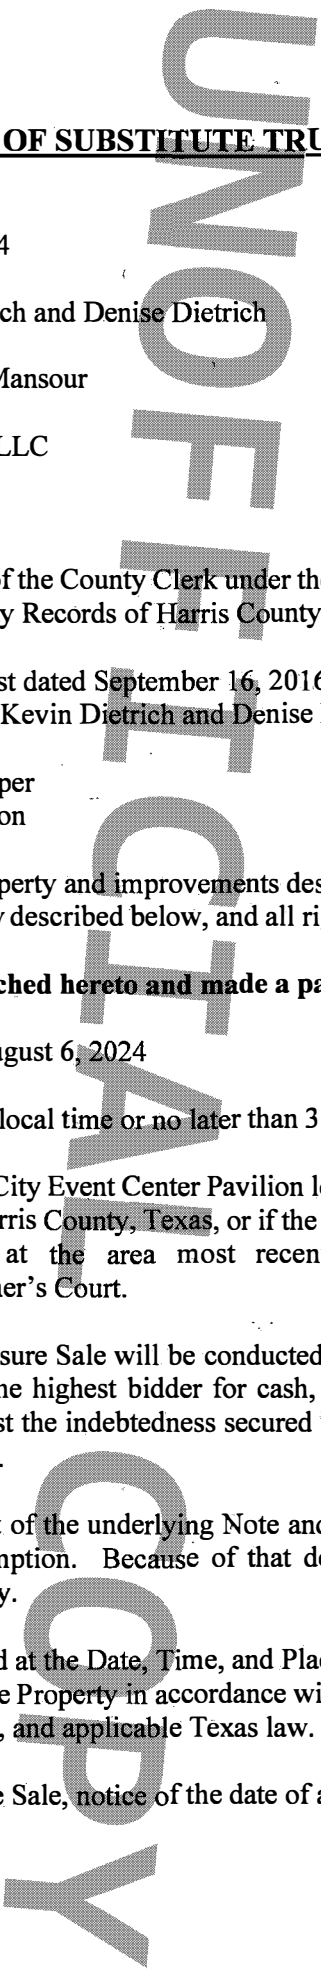 OF SUBSTITUTE TRU
4
ch and Denise Dietrich
Mansour
LLC
of the County Clerk under the
y Records of Harris County
st dated September 16, 2016
Kevin Dietrich and Denise
per
on
perty and improvements des
y described below, and all ri
ched hereto and made a pa
ugust 6, 2024
local time or no later than 3
City Event Center Pavilion l
rris County, Texas, or if the
at the area most recen
ner's Court.
sure Sale will be conducted
he highest bidder for cash,
st the indebtedness secured
.
t of the underlying Note and
mption. Because of that de
y.
d at the Date, Time, and Plac
e Property in accordance wi
, and applicable Texas law.
e Sale, notice of the date of a
UNOFFICIAL COPY